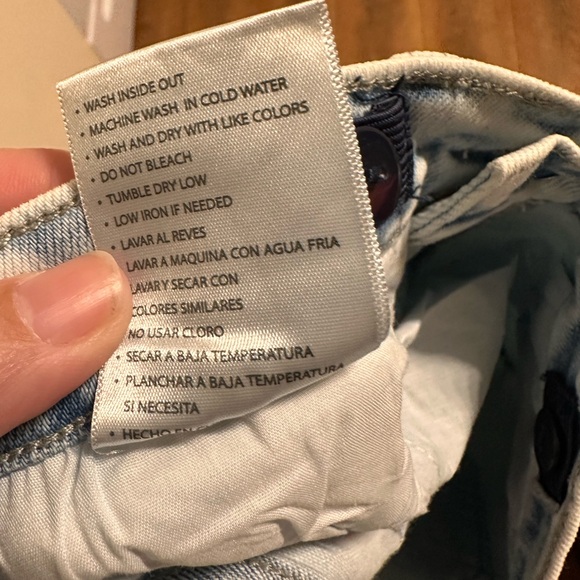 • WASH INSIDE OUT
• MACHINE WASH IN COLD WATER
• WASH AND DRY WITH LIKE COLORS
• DO NOT BLEACH
• TUMBLE DRY LOW
• LOW IRON IF NEEDED
• LAVAR AL REVES
LAVAR A MAQUINA CON AGUA FRIA
LAVAR Y SECAR CON
COLORES SIMILARES
NO USAR CLORO
• SECAR A BAJA TEMPERATURA
• PLANCHAR A BAJA TEMPERATURA
SI NECESITA
• HECHO EN